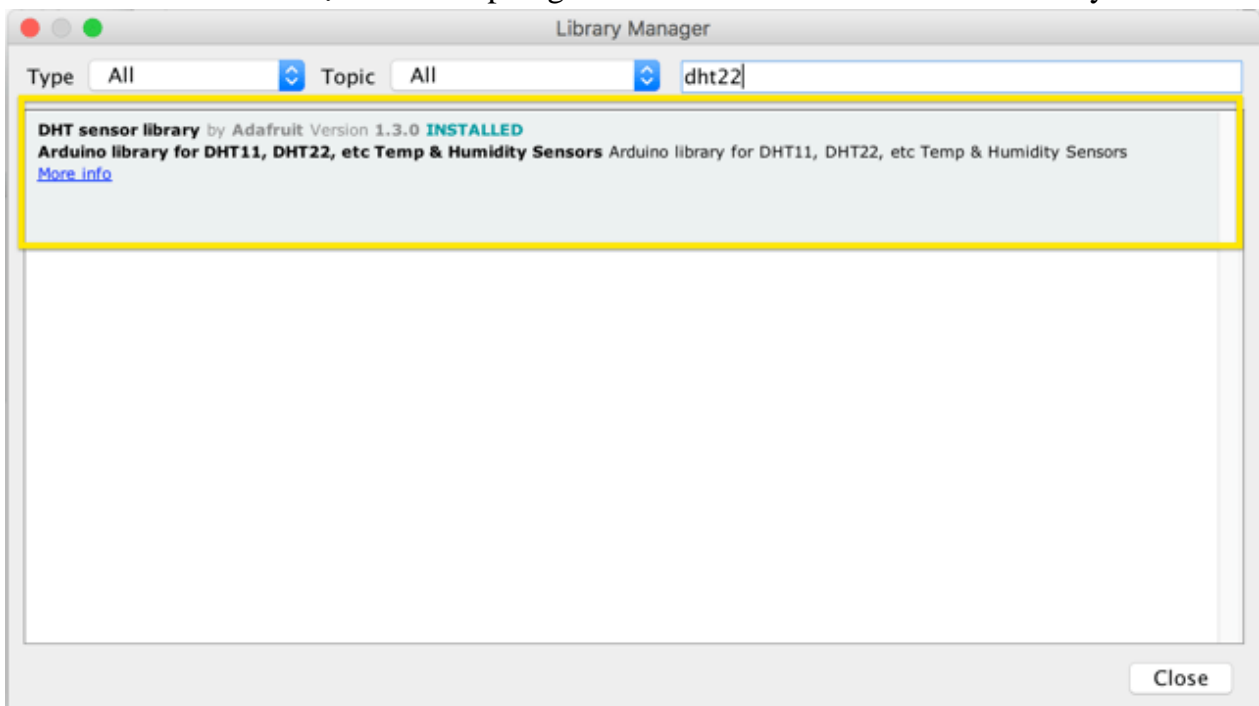 Library Manager
Type All Topic All dht22
DHT sensor library by Adafruit Version 1.3.0 INSTALLED
Arduino library for DHT11, DHT22, etc Temp & Humidity Sensors Arduino library for DHT11, DHT22, etc Temp & Humidity Sensors
More info
Close